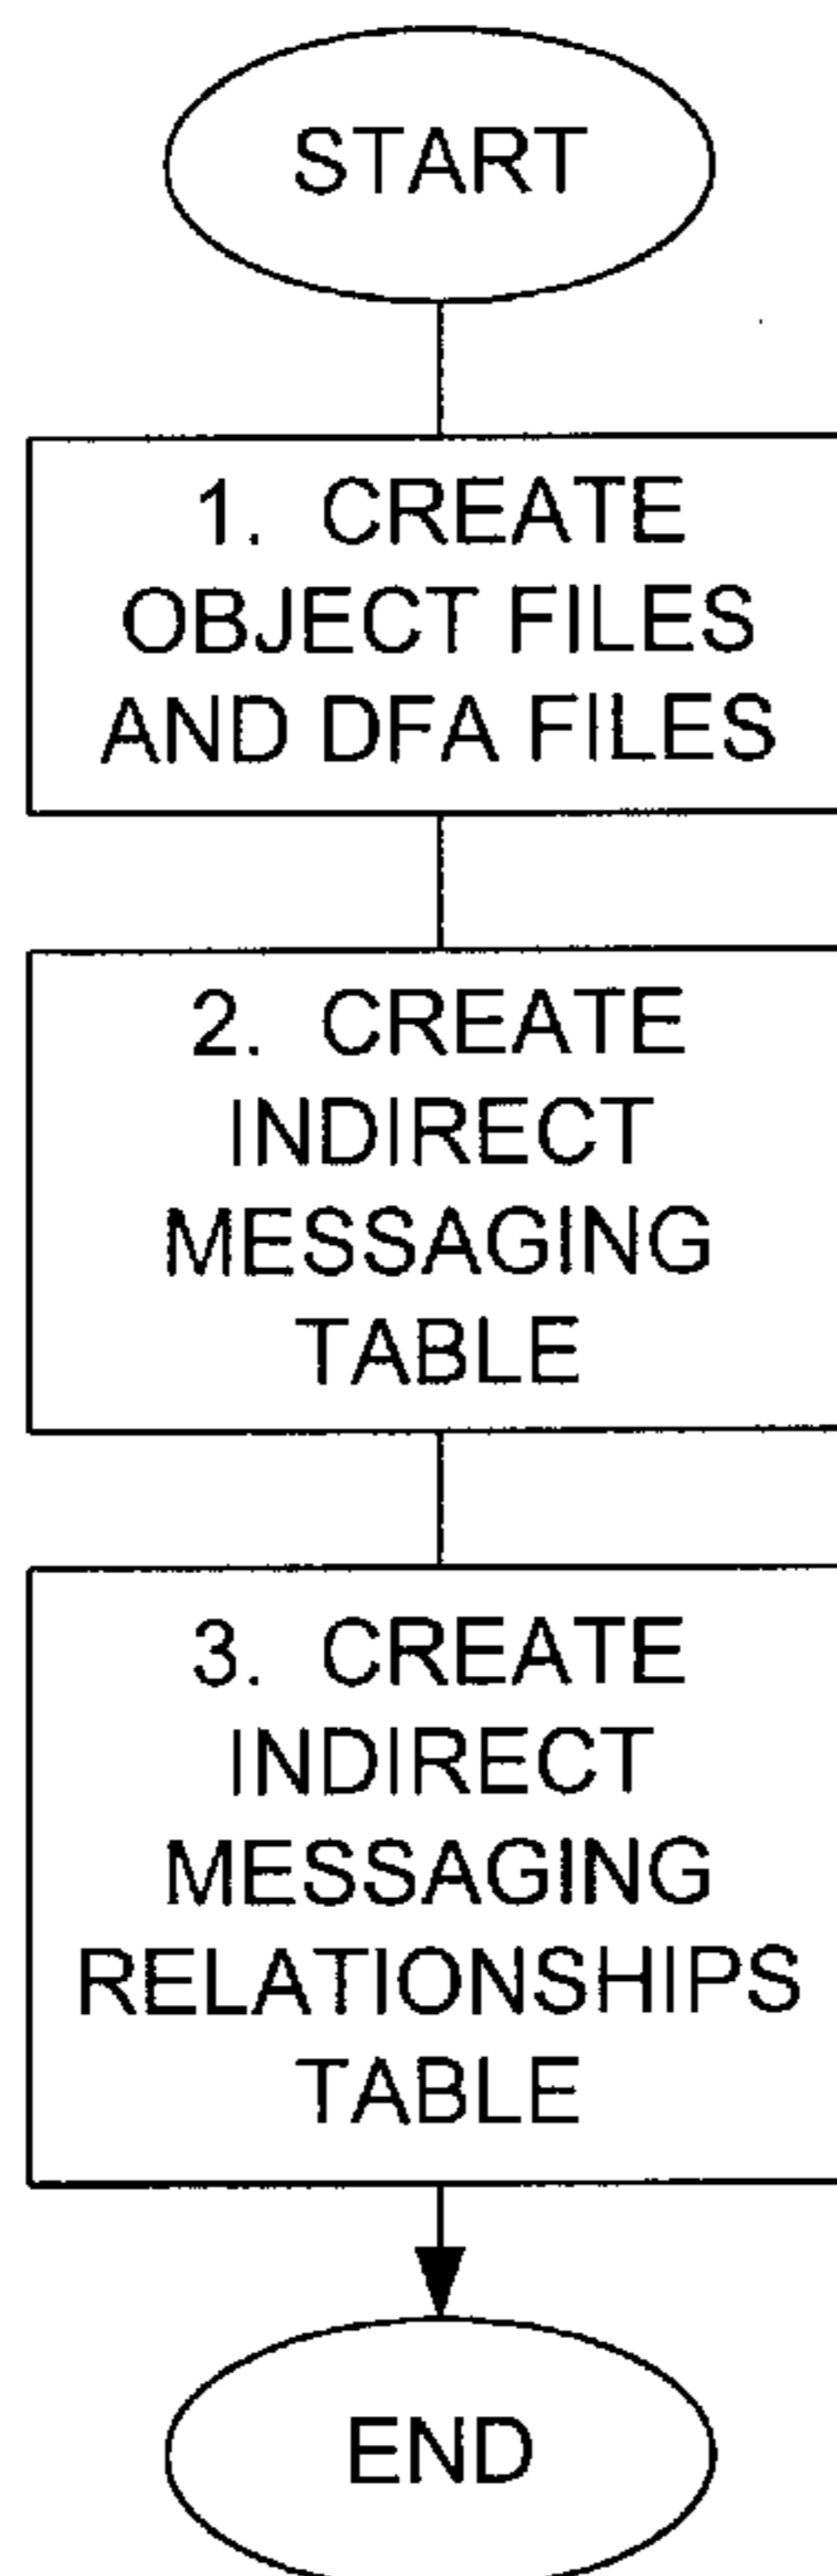 START
1. CREATE
OBJECT FILES
AND DFA FILES
2. CREATE
INDIRECT
MESSAGING
TABLE
3. CREATE
INDIRECT
MESSAGING
RELATIONSHIPS
TABLE
END